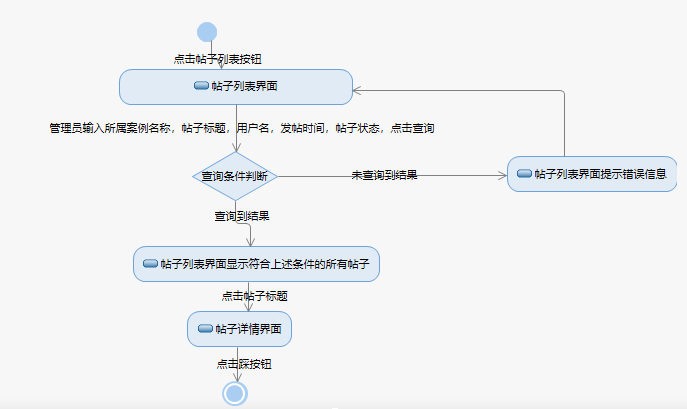 点击帖子列表按钮
帖子列表界面
管理员输入所属案例名称，帖子标题，用户名，发帖时间，帖子状态，点击查询
查询条件判断
未查询到结果
帖子列表界面提示错误信息
查询到结果
帖子列表界面显示符合上述条件的所有帖子
点击帖子标题
帖子详情界面
点击踩按钮